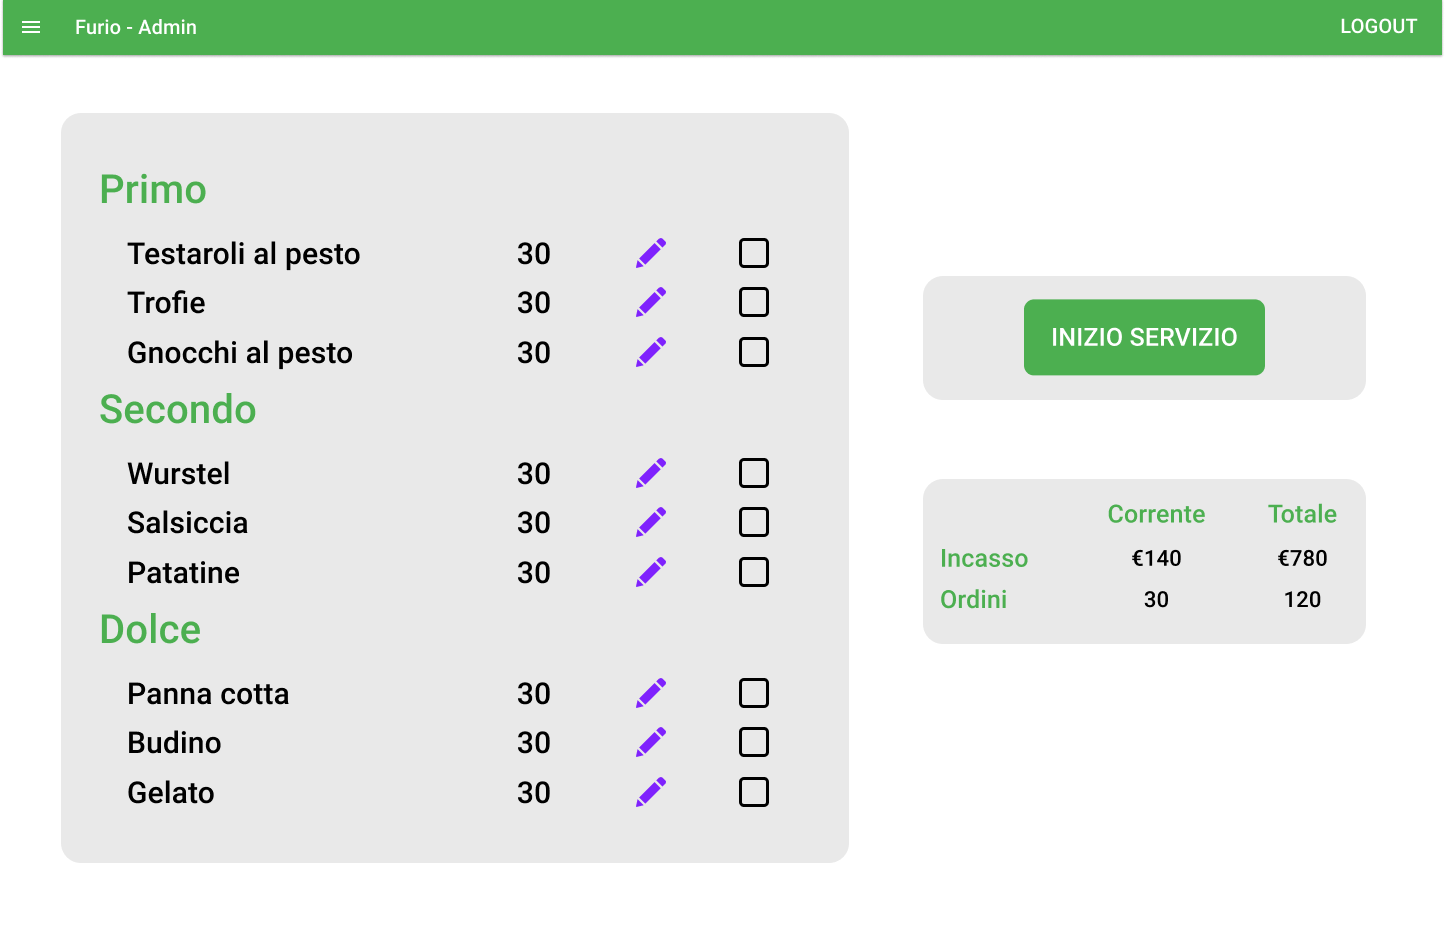 Furio - Admin LOGOUT
Primo
Testaroli al pesto 30
Trofie 30
Gnocchi al pesto 30
Secondo
Wurstel 30
Salsiccia 30
Patatine 30
Dolce
Panna cotta 30
Budino 30
Gelato 30
INIZIO SERVIZIO
Corrente Totale
Incasso €140 €780
Ordini 30 120